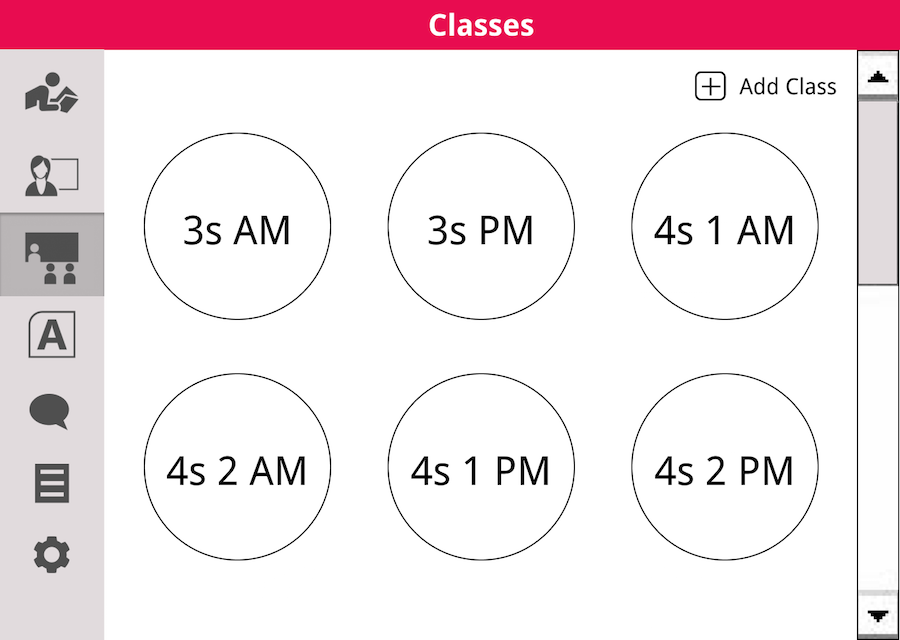 Classes
Add Class
3s AM
3s PM
4s 1 AM
A
4s 2 AM
4s 1 PM
4s 2 PM